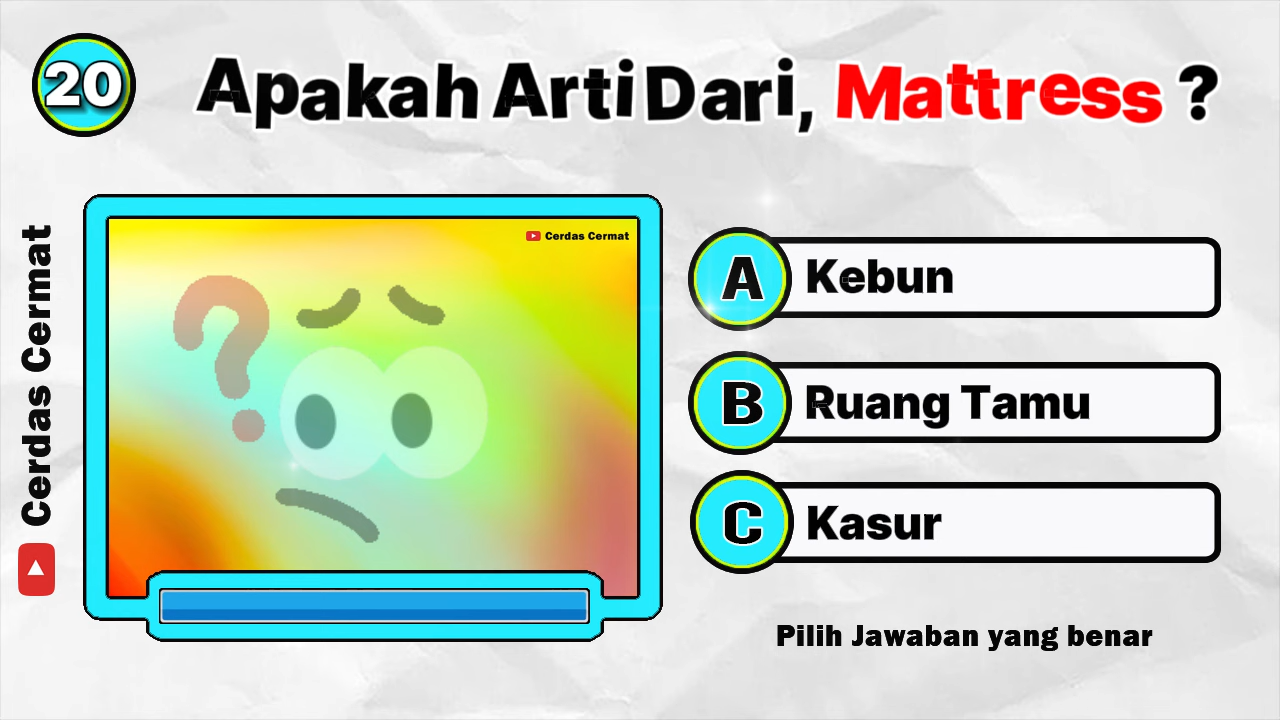 20
Apakah Arti Dari, Mattress ?
Cerdas Cermat
Cerdas Cermat
?
A Kebun
B Ruang Tamu
C Kasur
Pilih Jawaban yang benar